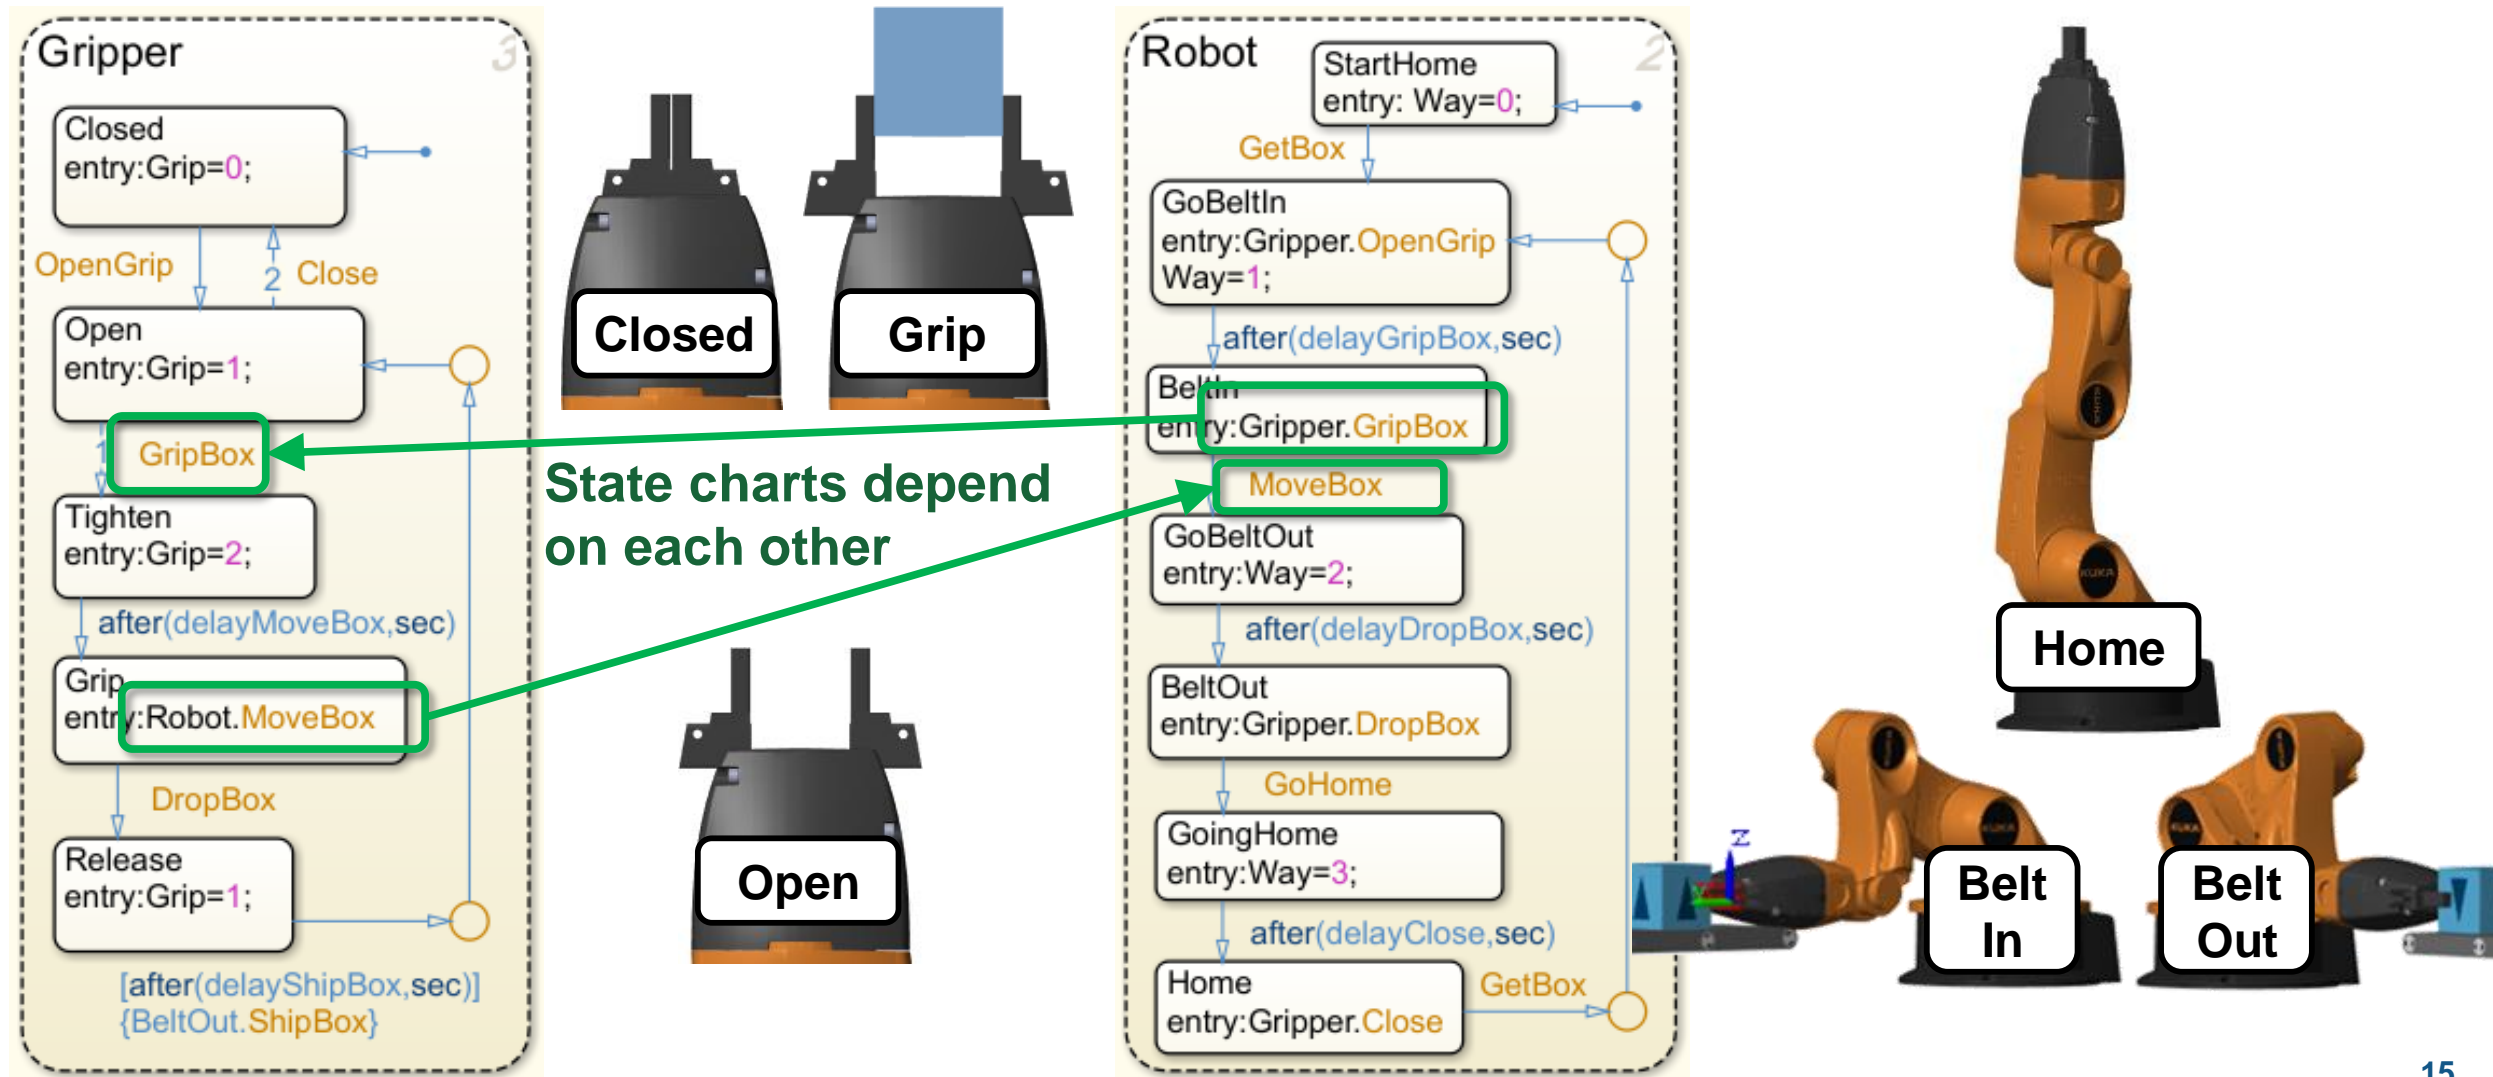 Gripper
3
Closed
entry:Grip=0;
OpenGrip
2
Close
Open
entry:Grip=1;
1
GripBox
Tighten
entry:Grip=2;
after(delayMoveBox,sec)
Grip
entry:Robot.MoveBox
DropBox
Release
entry:Grip=1;
[after(delayShipBox,sec)]
{BeltOut.ShipBox}
Closed
Grip
State charts depend
on each other
Open
Robot
2
StartHome
entry: Way=0;
GetBox
GoBeltIn
entry:Gripper.OpenGrip
Way=1;
after(delayGripBox,sec)
BeltIn
entry:Gripper.GripBox
MoveBox
GoBeltOut
entry:Way=2;
after(delayDropBox,sec)
BeltOut
entry:Gripper.DropBox
GoHome
GoingHome
entry:Way=3;
after(delayClose,sec)
Home
entry:Gripper.Close
GetBox
KUKA
KUKA
Home
Z
KUKA
Belt
In
KUKA
Belt
Out
15